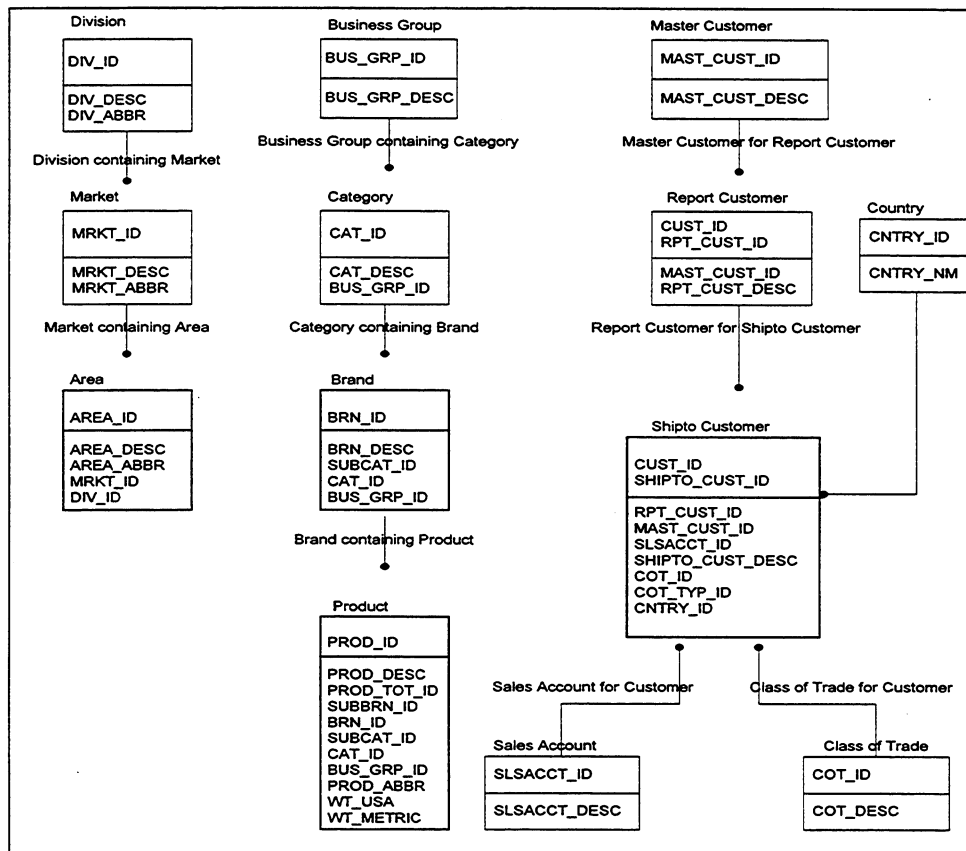 Division
DIV_ID
DIV_DESC
DIV_ABBR
Division containing Market
Market
MRKT_ID
MRKT_DESC
MRKT_ABBR
Market containing Area
Area
AREA_ID
AREA_DESC
AREA_ABBR
MRKT_ID
DIV_ID
Business Group
BUS_GRP_ID
BUS_GRP_DESC
Business Group containing Category
Category
CAT_ID
CAT_DESC
BUS_GRP_ID
Category containing Brand
Brand
BRN_ID
BRN_DESC
SUBCAT_ID
CAT_ID
BUS_GRP_ID
Brand containing Product
Product
PROD_ID
PROD_DESC
PROD_TOT_ID
SUBBRN_ID
BRN_ID
SUBCAT_ID
CAT_ID
BUS_GRP_ID
PROD_ABBR
WT_USA
WT_METRIC
Master Customer
MAST_CUST_ID
MAST_CUST_DESC
Master Customer for Report Customer
Report Customer
CUST_ID
RPT_CUST_ID
MAST_CUST_ID
RPT_CUST_DESC
Report Customer for Shipto Customer
Country
CNTRY_ID
CNTRY_NM
Shipto Customer
CUST_ID
SHIPTO_CUST_ID
RPT_CUST_ID
MAST_CUST_ID
SLSACCT_ID
SHIPTO_CUST_DESC
COT_ID
COT_TYP_ID
CNTRY_ID
Sales Account for Customer
Class of Trade for Customer
Sales Account
SLSACCT_ID
SLSACCT_DESC
Class of Trade
COT_ID
COT_DESC